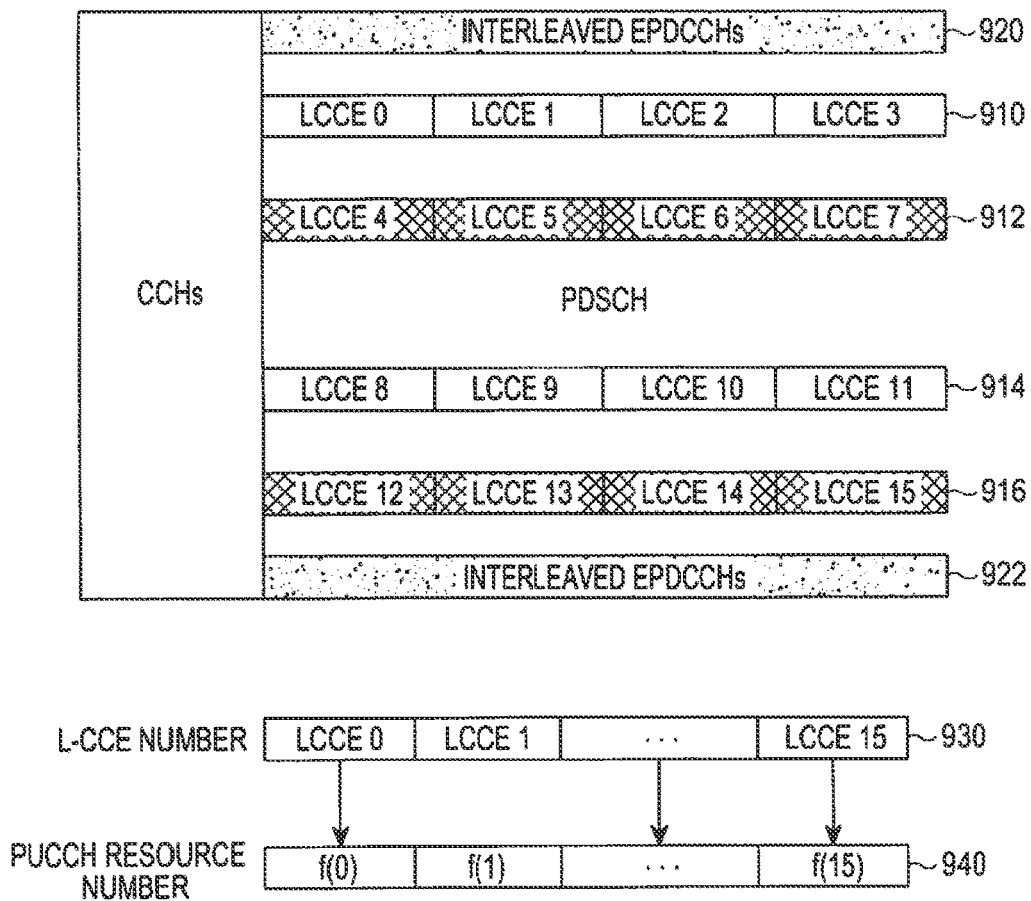 INTERLEAVED EPDCCHs 920
LCCE 0 LCCE 1 LCCE 2 LCCE 3 910
LCCE 4 LCCE 5 LCCE 6 LCCE 7 912
CCHs PDSCH
LCCE 8 LCCE 9 LCCE 10 LCCE 11 914
LCCE 12 LCCE 13 LCCE 14 LCCE 15 916
INTERLEAVED EPDCCHs 922
L-CCE NUMBER LCCE 0 LCCE 1 ... LCCE 15 930
PUCCH RESOURCE
NUMBER f(0) f(1) ... f(15) 940